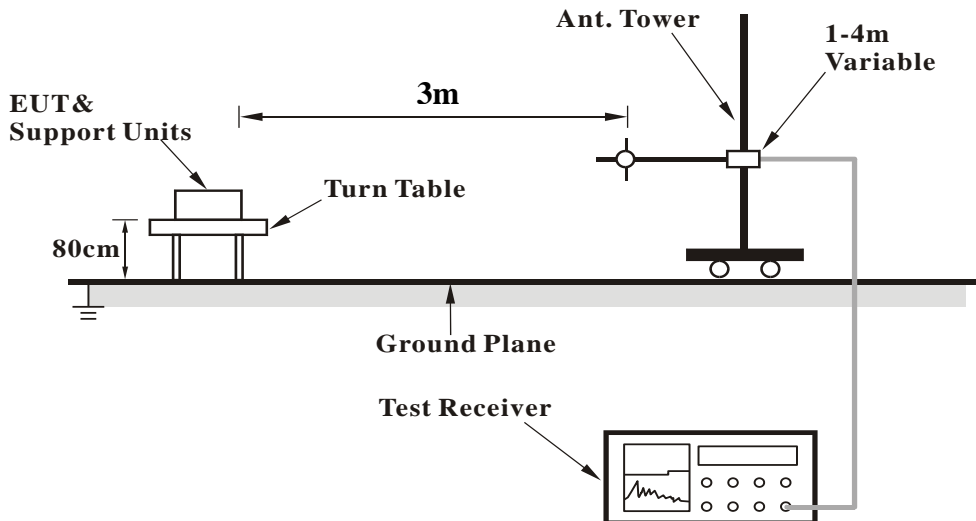 Ant. Tower
1-4m
Variable
3m
EUT&
Support Units
Turn Table
80cm
Ground Plane
Test Receiver